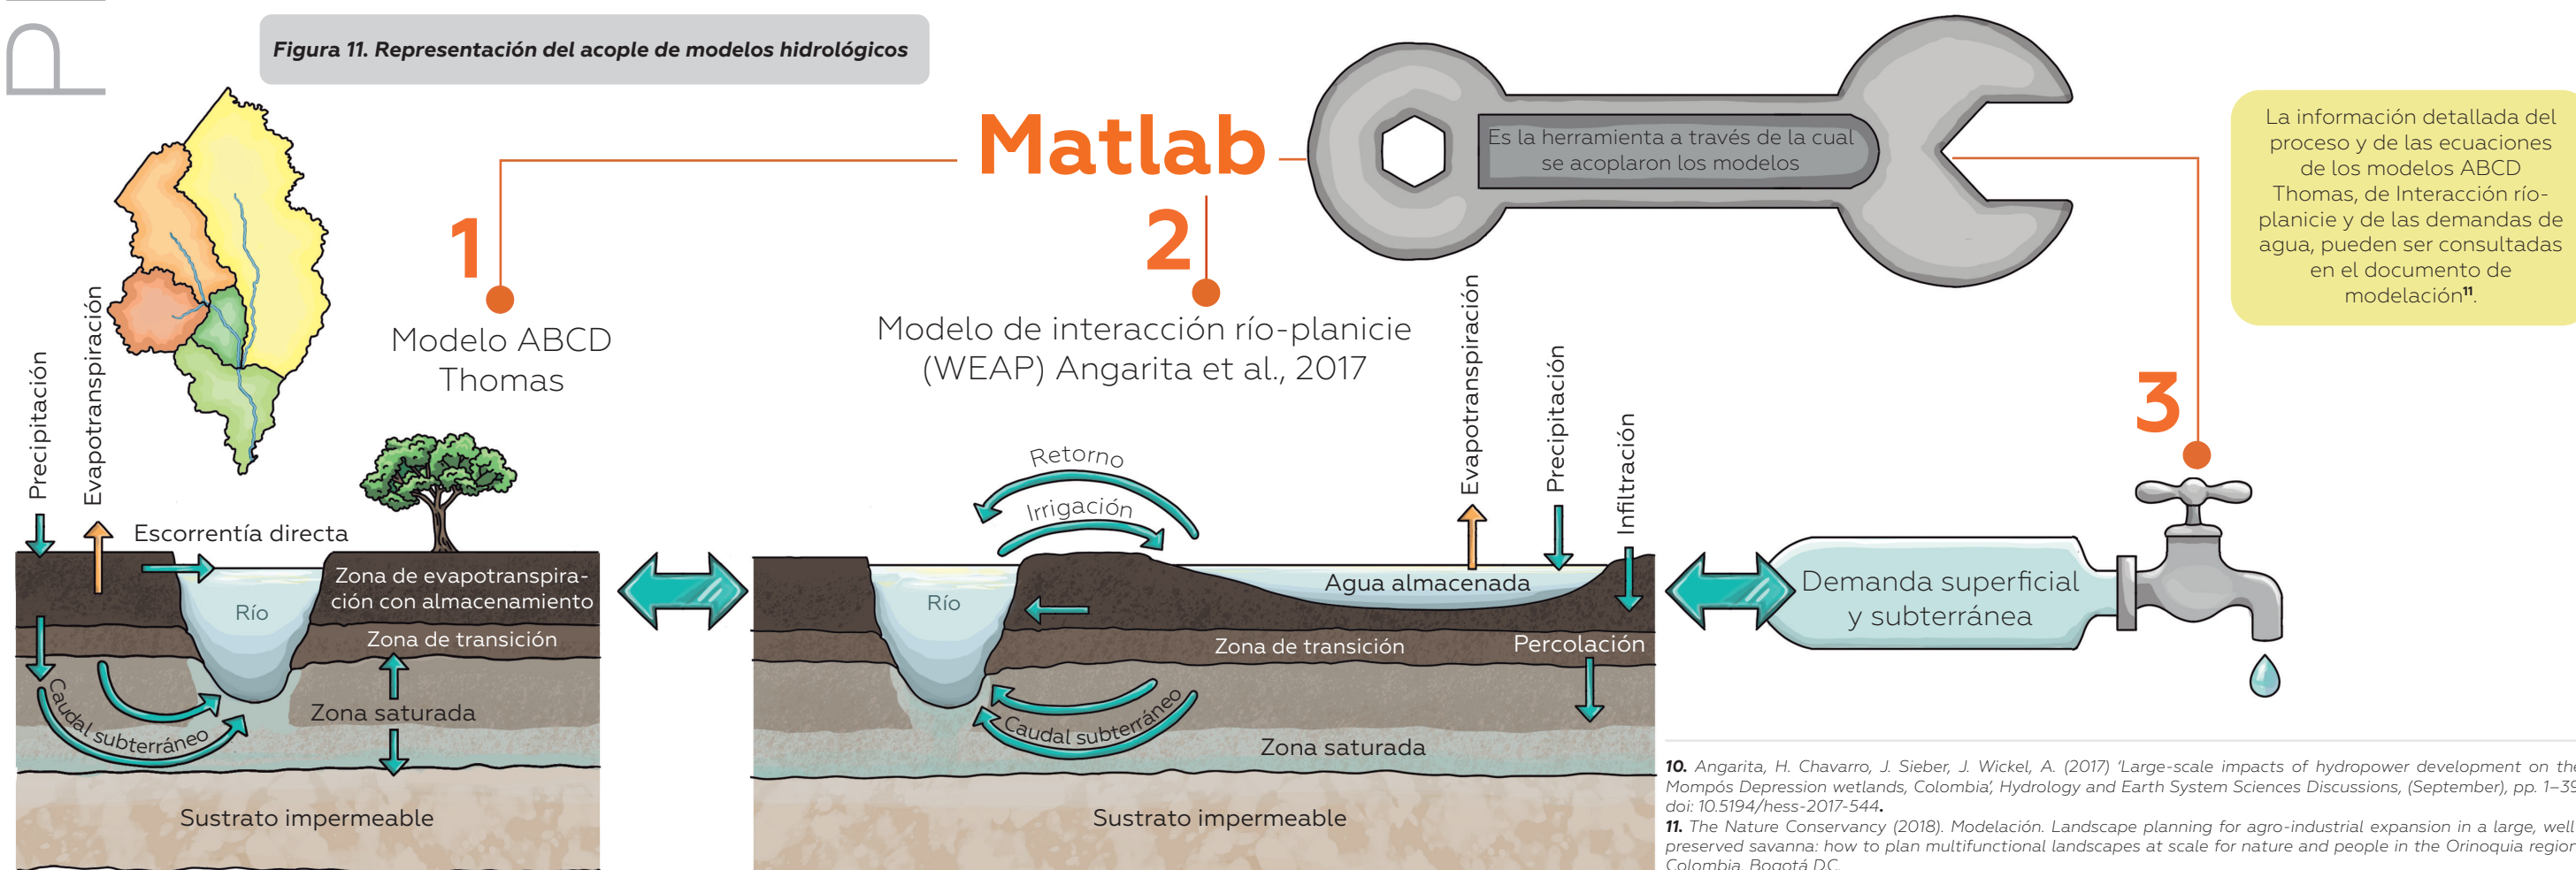 Figura 11. Representación del acople de modelos hidrológicos
Matlab
Es la herramienta a través de la cual
se acoplaron los modelos
La información detallada del
proceso y de las ecuaciones
de los modelos ABCD
Thomas, de Interacción río-
planicie y de las demandas de
agua, pueden ser consultadas
en el documento de
modelación11.
1
Modelo ABCD
Thomas
2
Modelo de interacción río-planicie
(WEAP) Angarita et al., 2017
3
Precipitación
Evapotranspiración
Escorrentía directa
Río
Zona de evapotranspira-
ción con almacenamiento
Zona de transición
Caudal subterráneo
Zona saturada
Sustrato impermeable
Retorno
Irrigación
Evapotranspiración
Precipitación
Infiltración
Río
Agua almacenada
Zona de transición
Percolación
Caudal subterráneo
Zona saturada
Sustrato impermeable
Demanda superficial
y subterránea
10. Angarita, H. Chavarro, J. Sieber, J. Wickel, A. (2017) ‘Large-scale impacts of hydropower development on the
Mompós Depression wetlands, Colombia’, Hydrology and Earth System Sciences Discussions, (September), pp. 1–39
doi: 10.5194/hess-2017-544.
11. The Nature Conservancy (2018). Modelación. Landscape planning for agro-industrial expansion in a large, well
preserved savanna: how to plan multifunctional landscapes at scale for nature and people in the Orinoquia region
Colombia. Bogotá D.C.